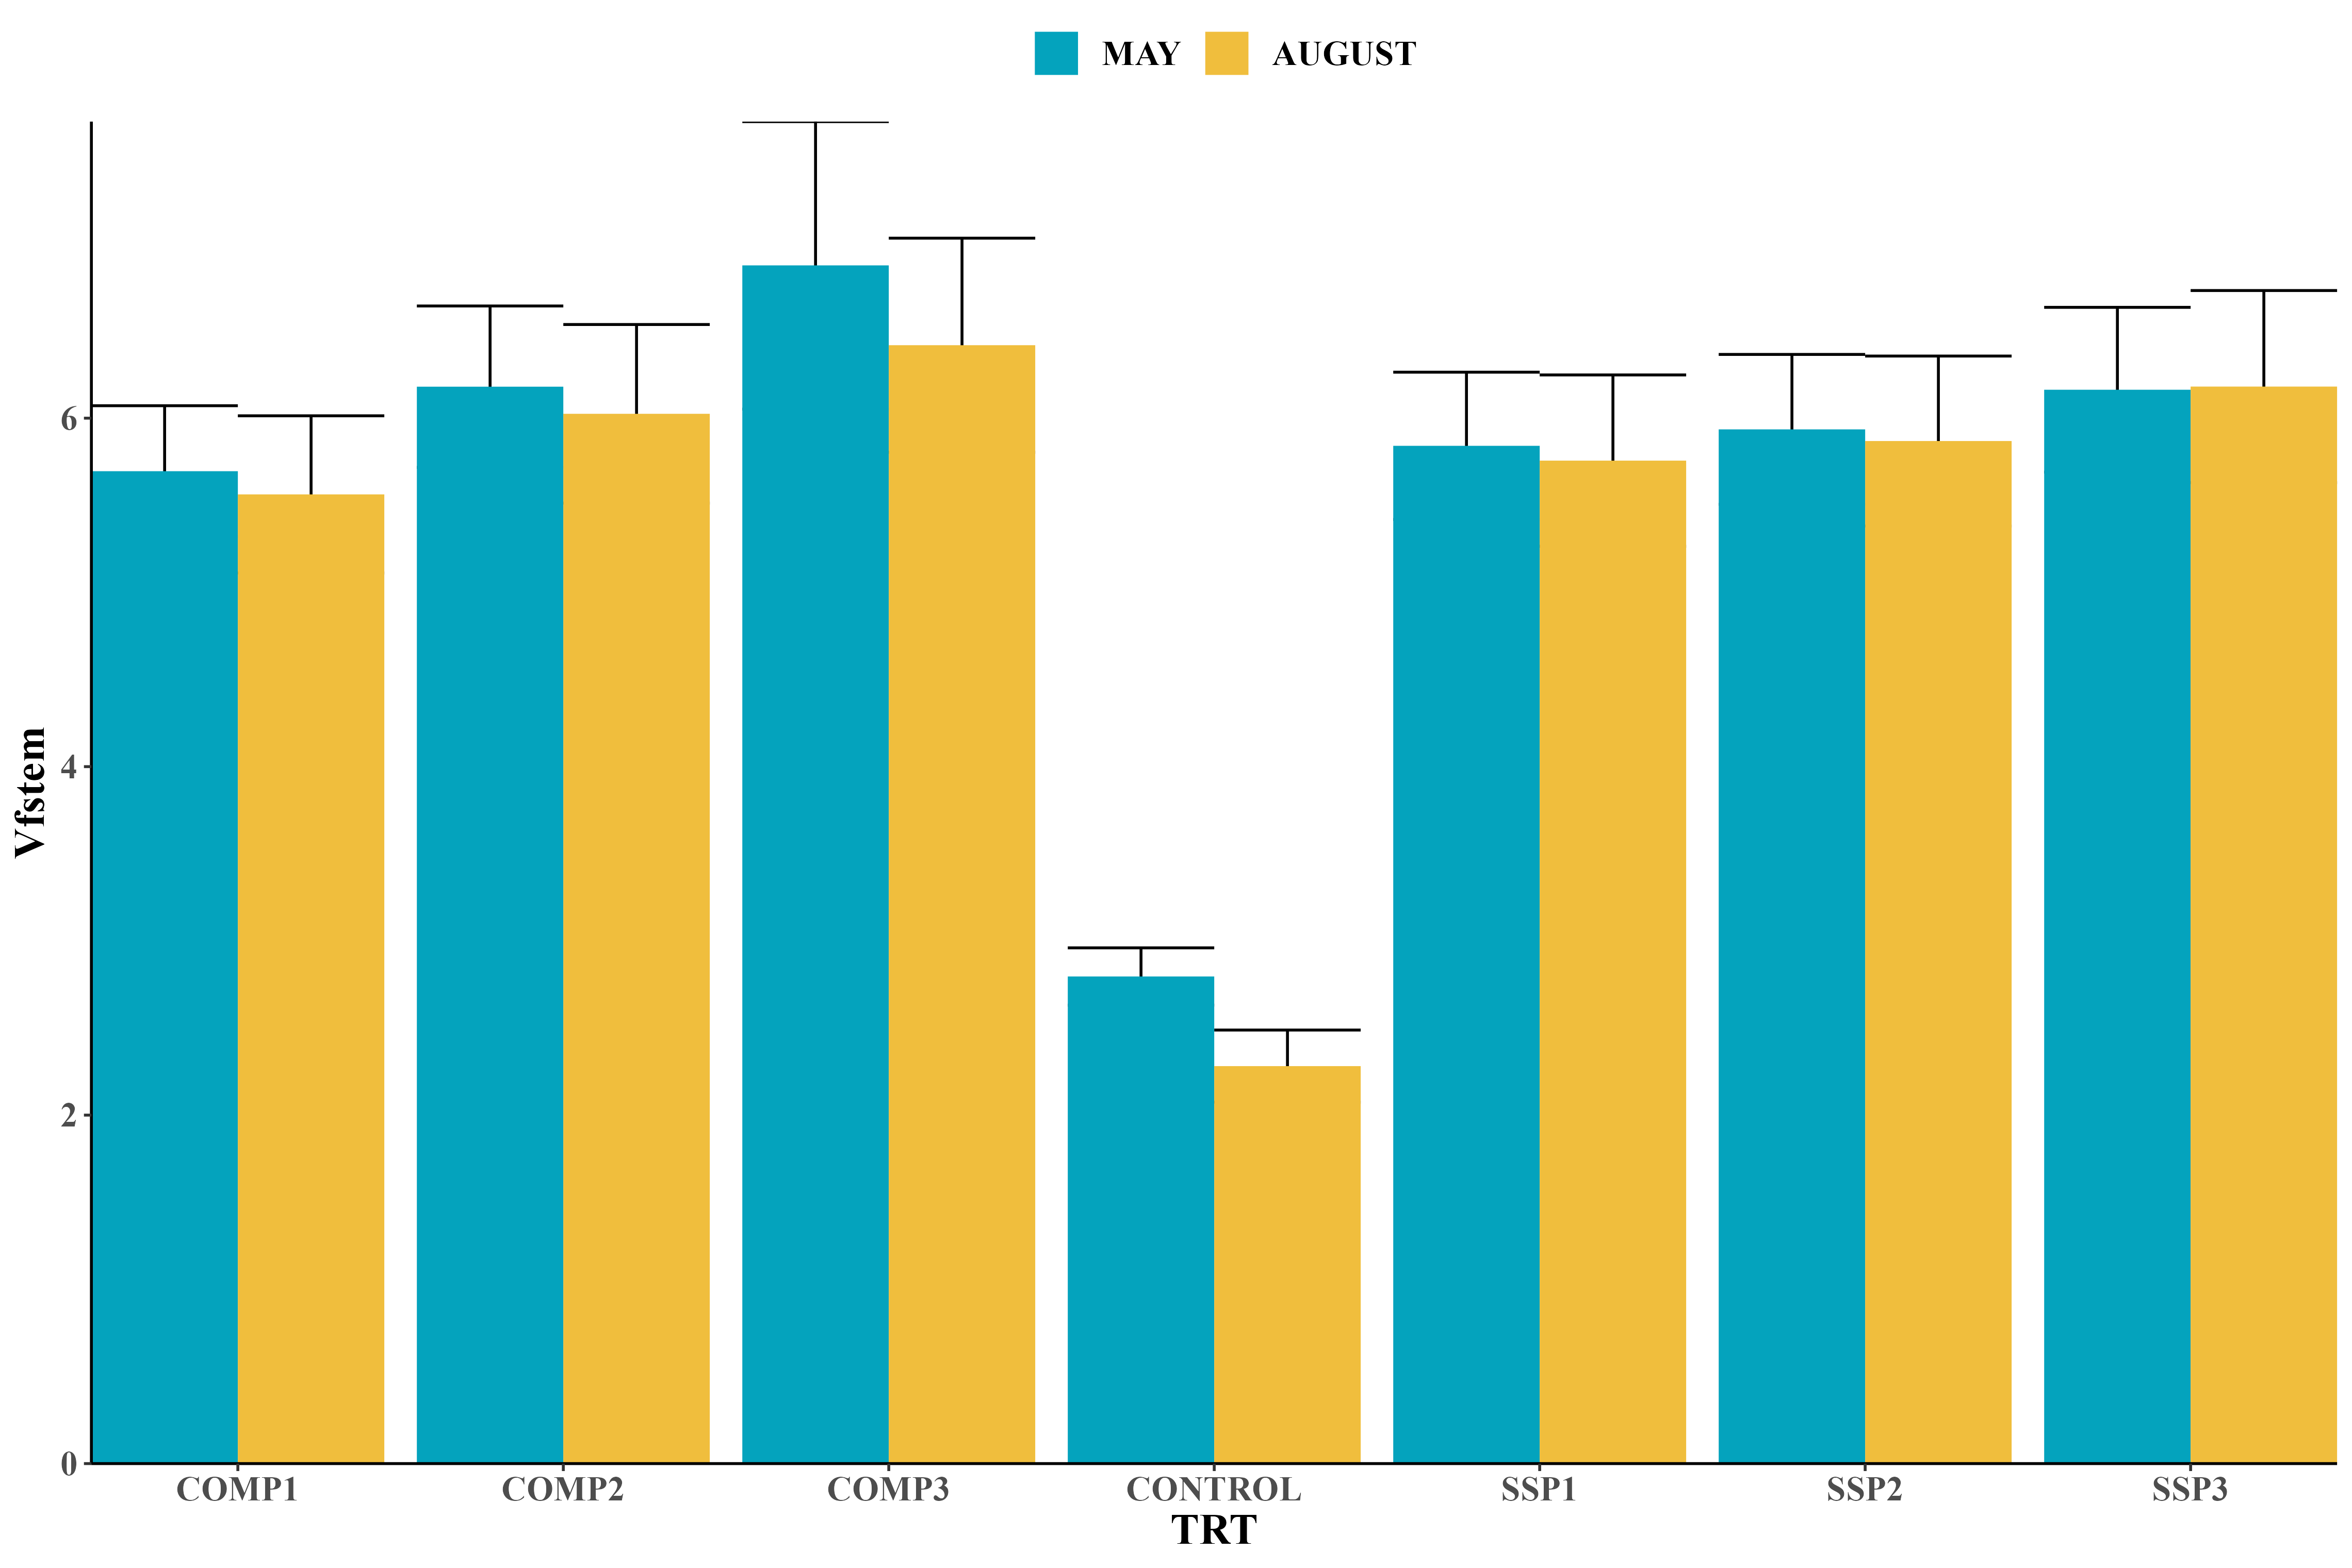 MAY AUGUST
Vfstem
6
4
2
0
COMP1 COMP2 COMP3 CONTROL SSP1 SSP2 SSP3
TRT